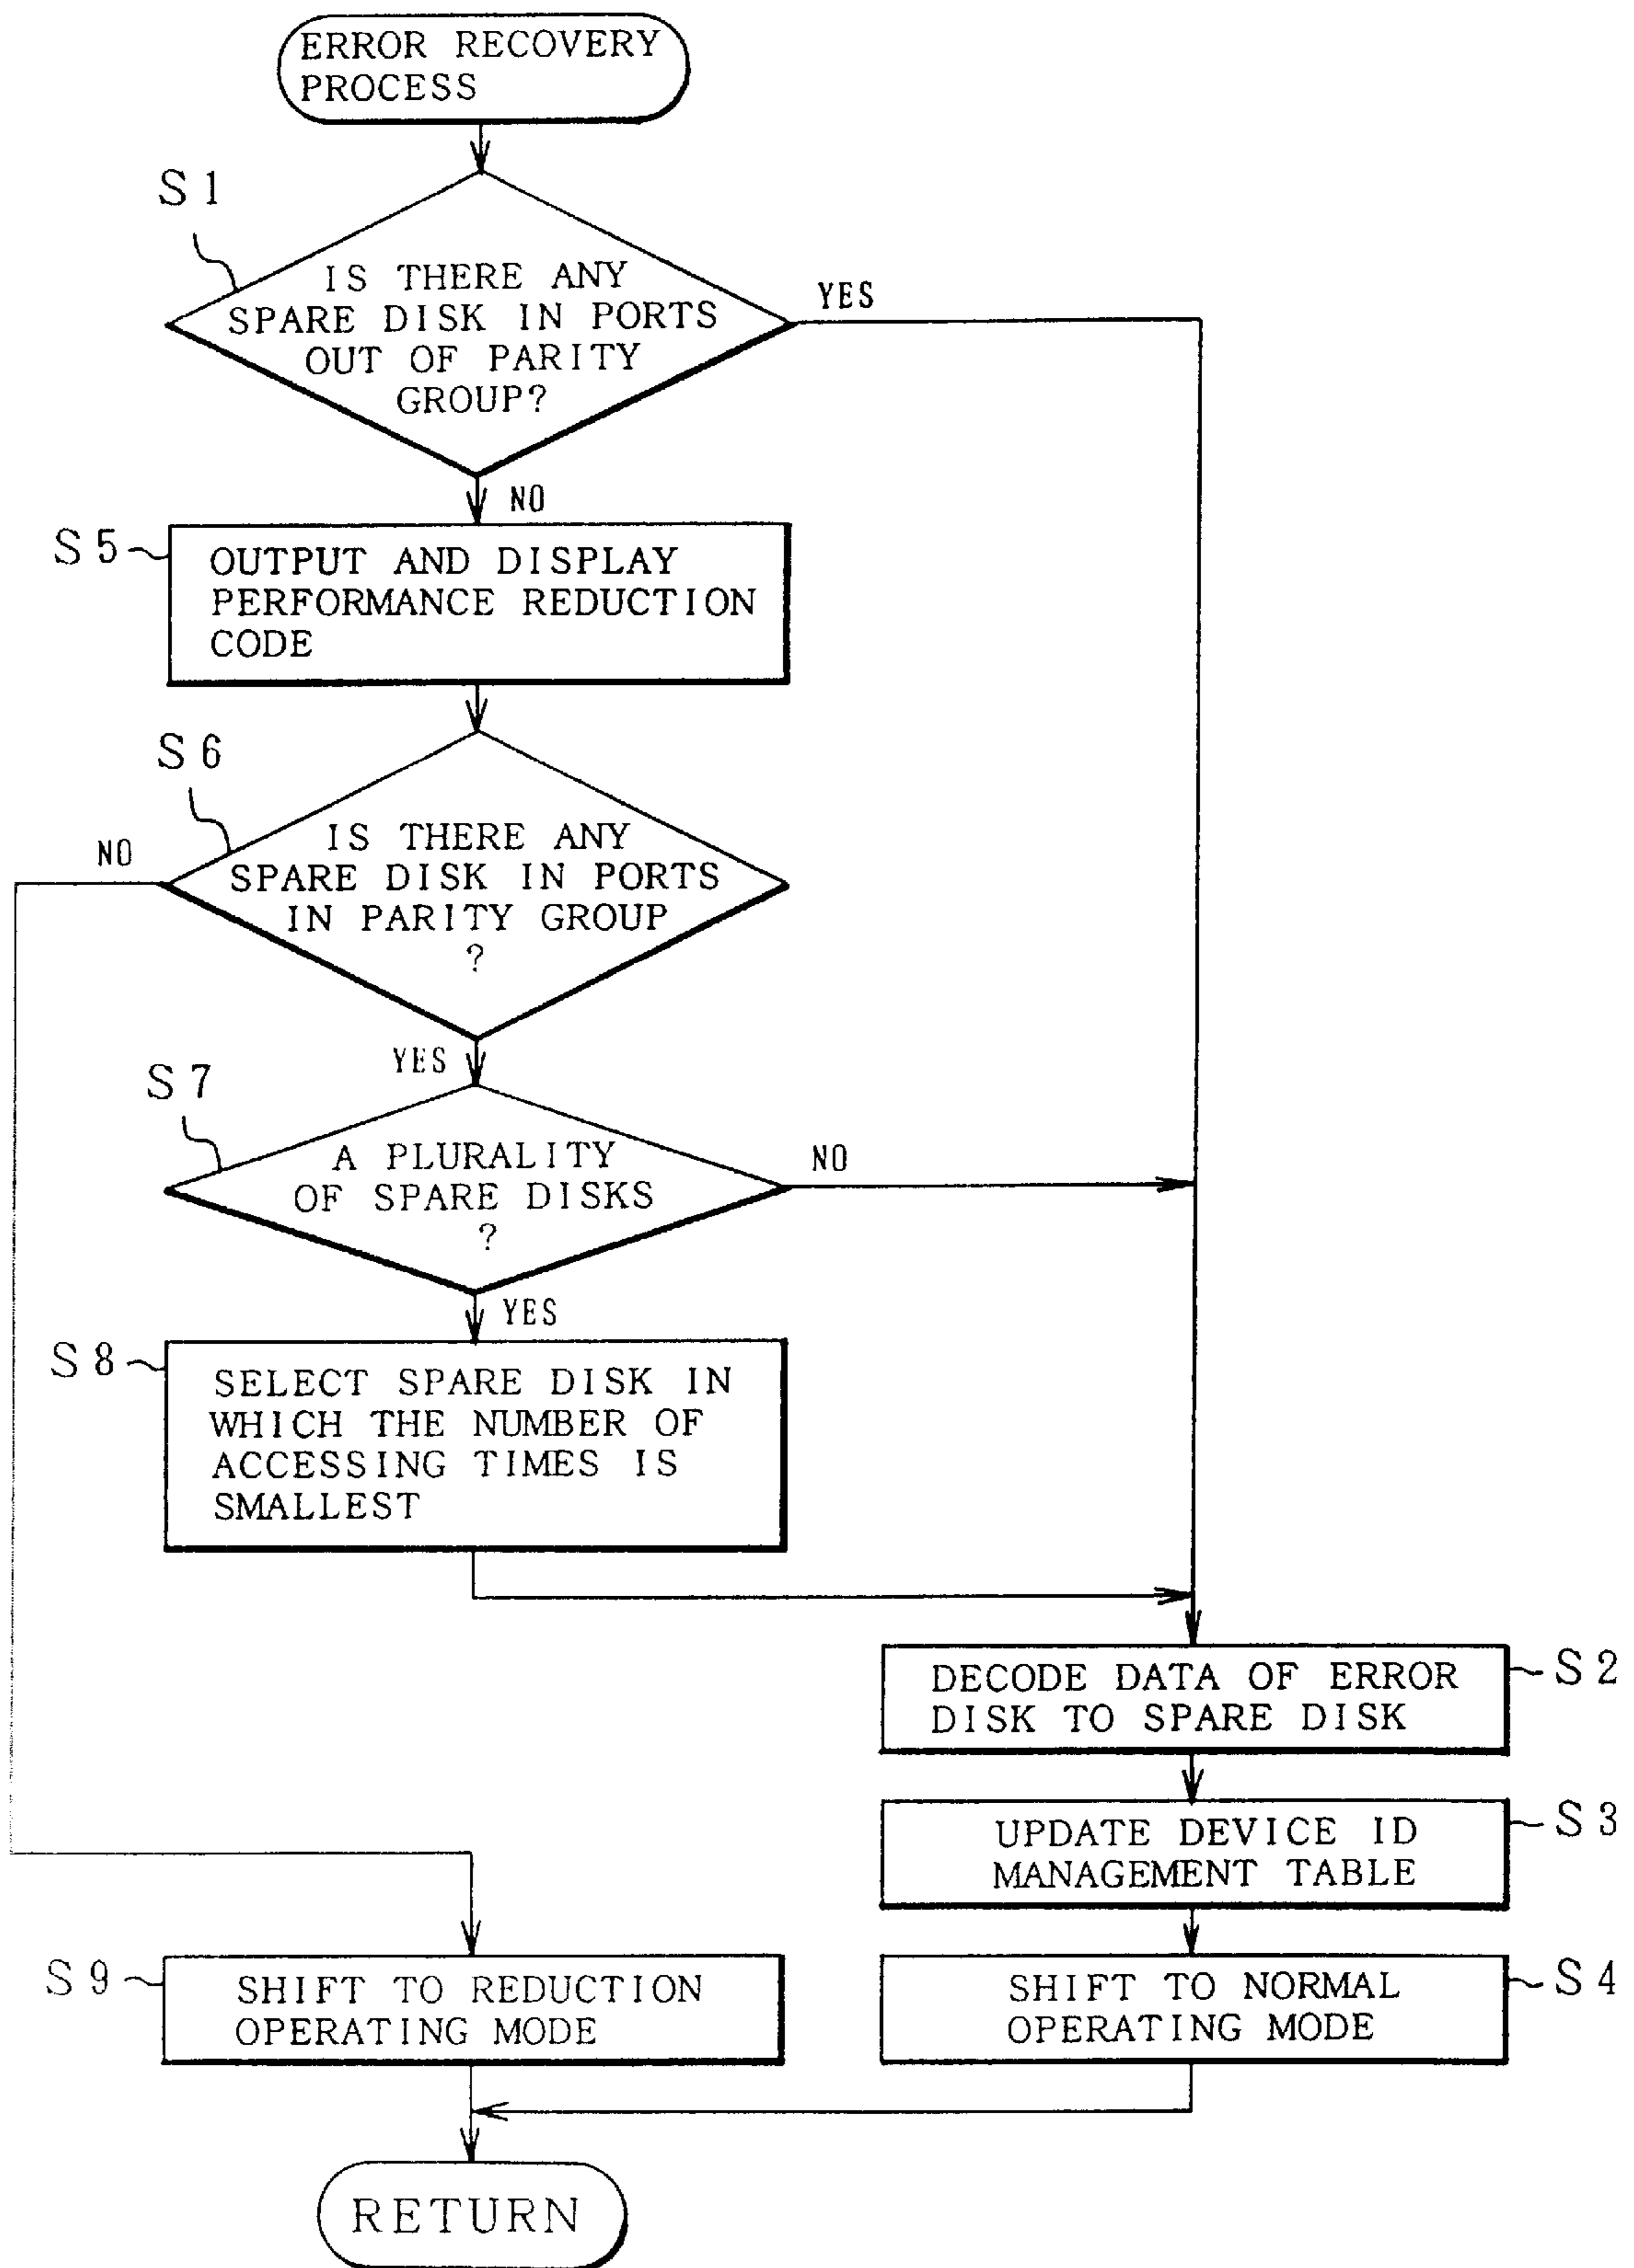 ERROR RECOVERY
PROCESS
S1
IS THERE ANY
SPARE DISK IN PORTS
OUT OF PARITY
GROUP?
YES
NO
S5
OUTPUT AND DISPLAY
PERFORMANCE REDUCTION
CODE
S6
NO
IS THERE ANY
SPARE DISK IN PORTS
IN PARITY GROUP
?
YES
S7
A PLURALITY
OF SPARE DISKS
?
NO
YES
S8
SELECT SPARE DISK IN
WHICH THE NUMBER OF
ACCESSING TIMES IS
SMALLEST
DECODE DATA OF ERROR
DISK TO SPARE DISK
S2
UPDATE DEVICE ID
MANAGEMENT TABLE
S3
S9
SHIFT TO REDUCTION
OPERATING MODE
SHIFT TO NORMAL
OPERATING MODE
S4
RETURN